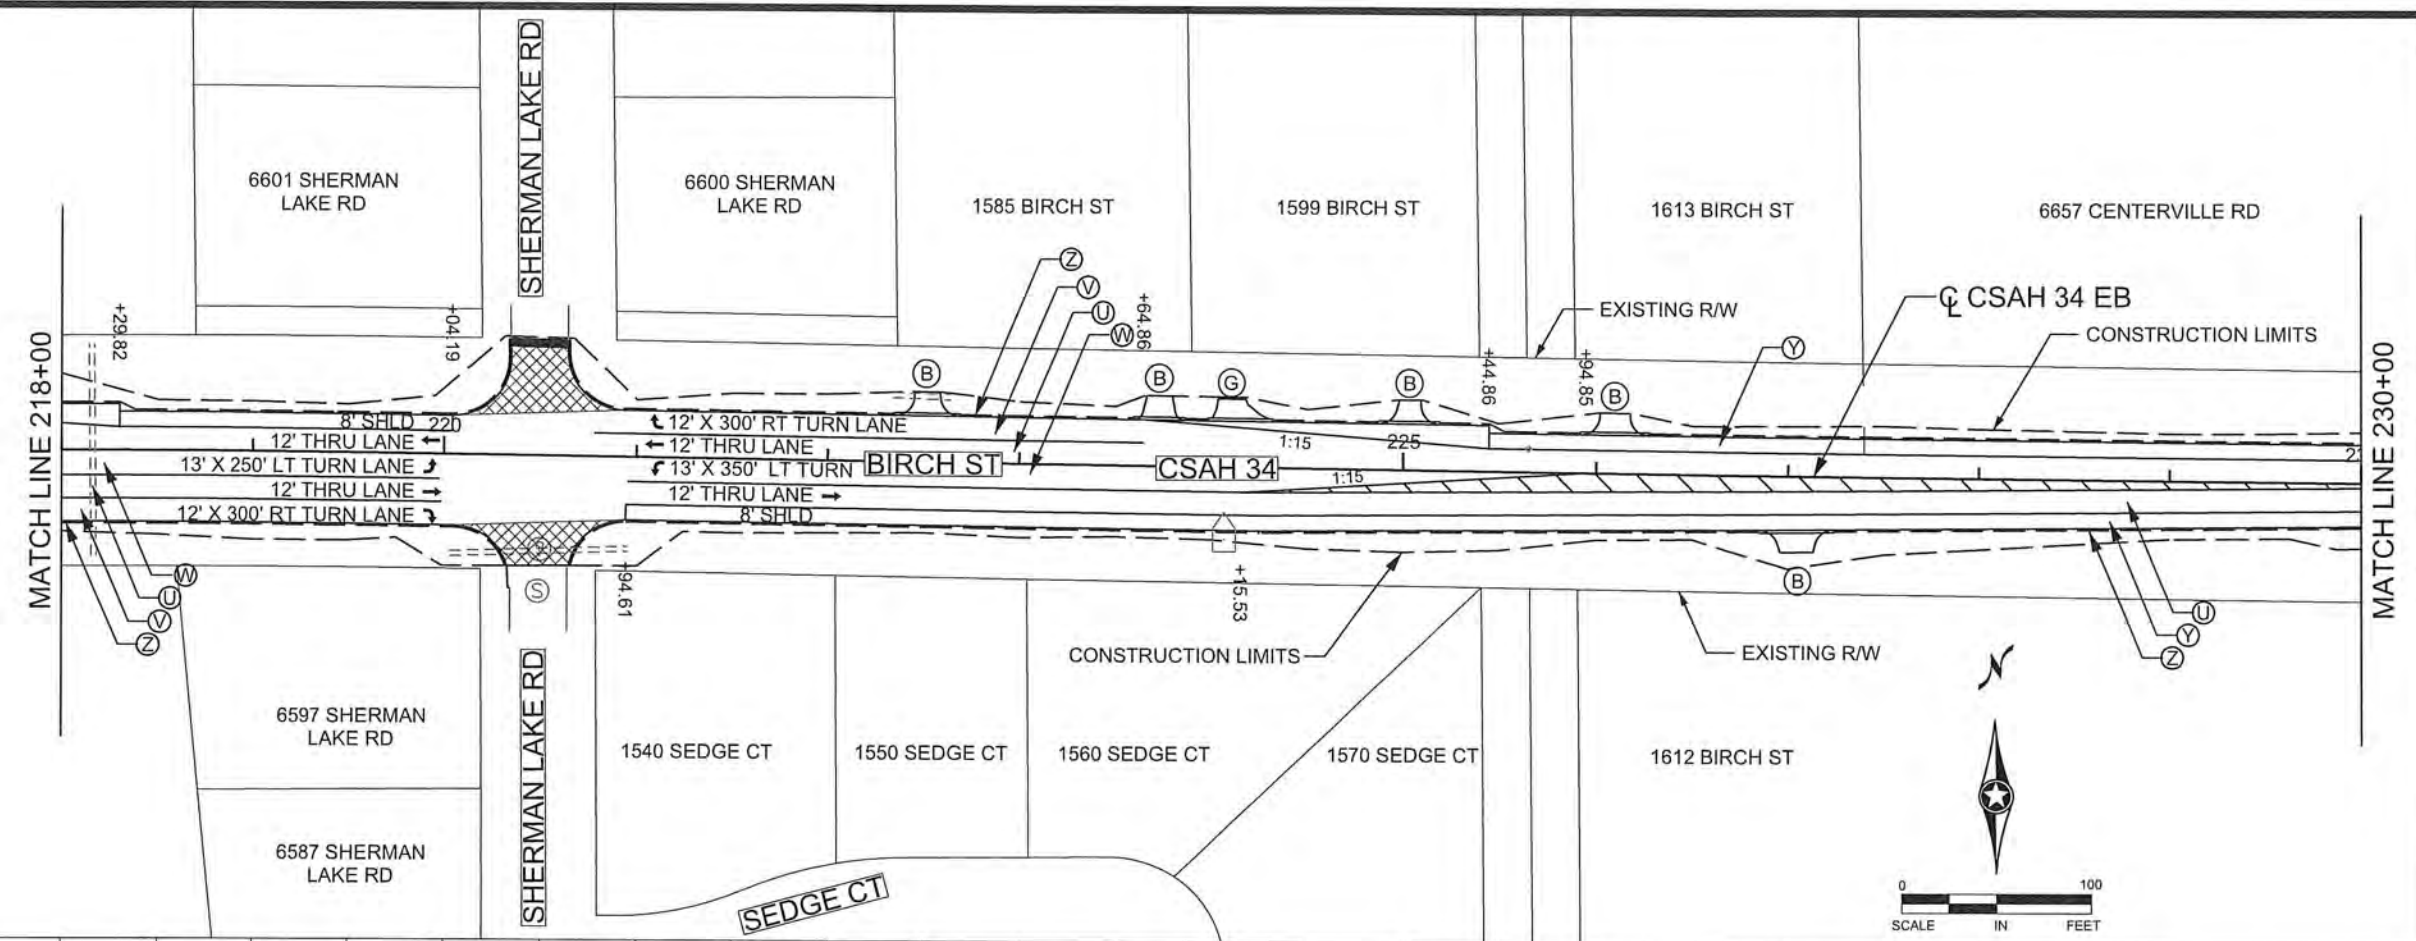 SHERMAN LAKE RD
6601 SHERMAN
LAKE RD
6600 SHERMAN
LAKE RD
1585 BIRCH ST
1599 BIRCH ST
1613 BIRCH ST
6657 CENTERVILLE RD
Z
V
U
W
+29.82
+04.19
+64.86
+44.86
+94.85
EXISTING R/W
Y
℄ CSAH 34 EB
CONSTRUCTION LIMITS
MATCH LINE 218+00
MATCH LINE 230+00
B
B
G
B
B
8' SHLD
220
12' THRU LANE
13' X 250' LT TURN LANE
12' THRU LANE
12' X 300' RT TURN LANE
12' X 300' RT TURN LANE
12' THRU LANE
13' X 350' LT TURN
12' THRU LANE
8' SHLD
BIRCH ST
CSAH 34
1:15
225
1:15
W
U
V
Z
S
S
+94.61
+15.53
B
U
Y
Z
CONSTRUCTION LIMITS
EXISTING R/W
N
6597 SHERMAN
LAKE RD
6587 SHERMAN
LAKE RD
SHERMAN LAKE RD
1540 SEDGE CT
1550 SEDGE CT
1560 SEDGE CT
1570 SEDGE CT
1612 BIRCH ST
SEDGE CT
0 100
SCALE IN FEET